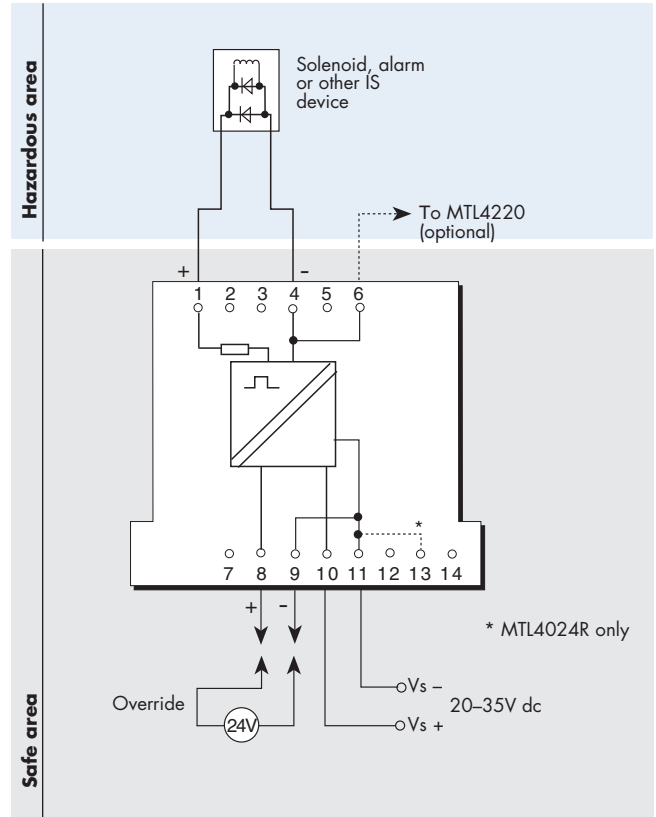 Hazardous area
Solenoid, alarm
or other IS
device
To MTL4220
(optional)
+ -
1 2 3 4 5 6
*
7 8 9 10 11 12 13 14
+ -
* MTL4024R only
Override
24V
Vs –
20–35V dc
Vs +
Safe area